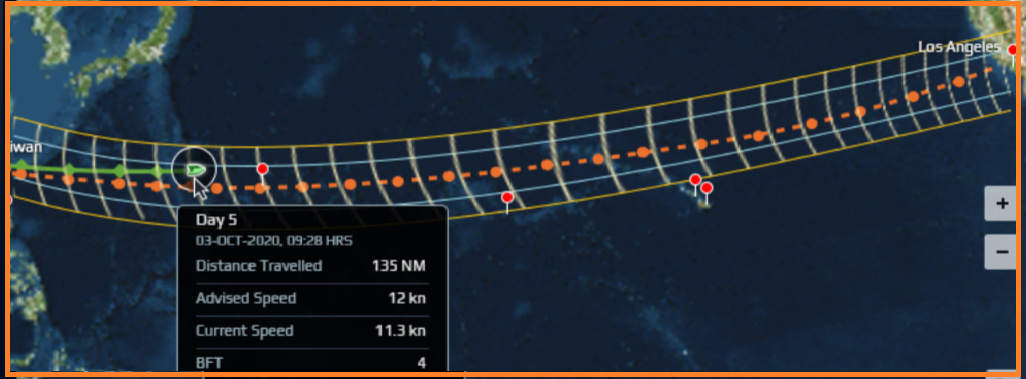 Los Angeles
iwan
+
−
Day 5
03-OCT-2020, 09:28 HRS
Distance Travelled 135 NM
Advised Speed 12 kn
Current Speed 11.3 kn
BFT 4